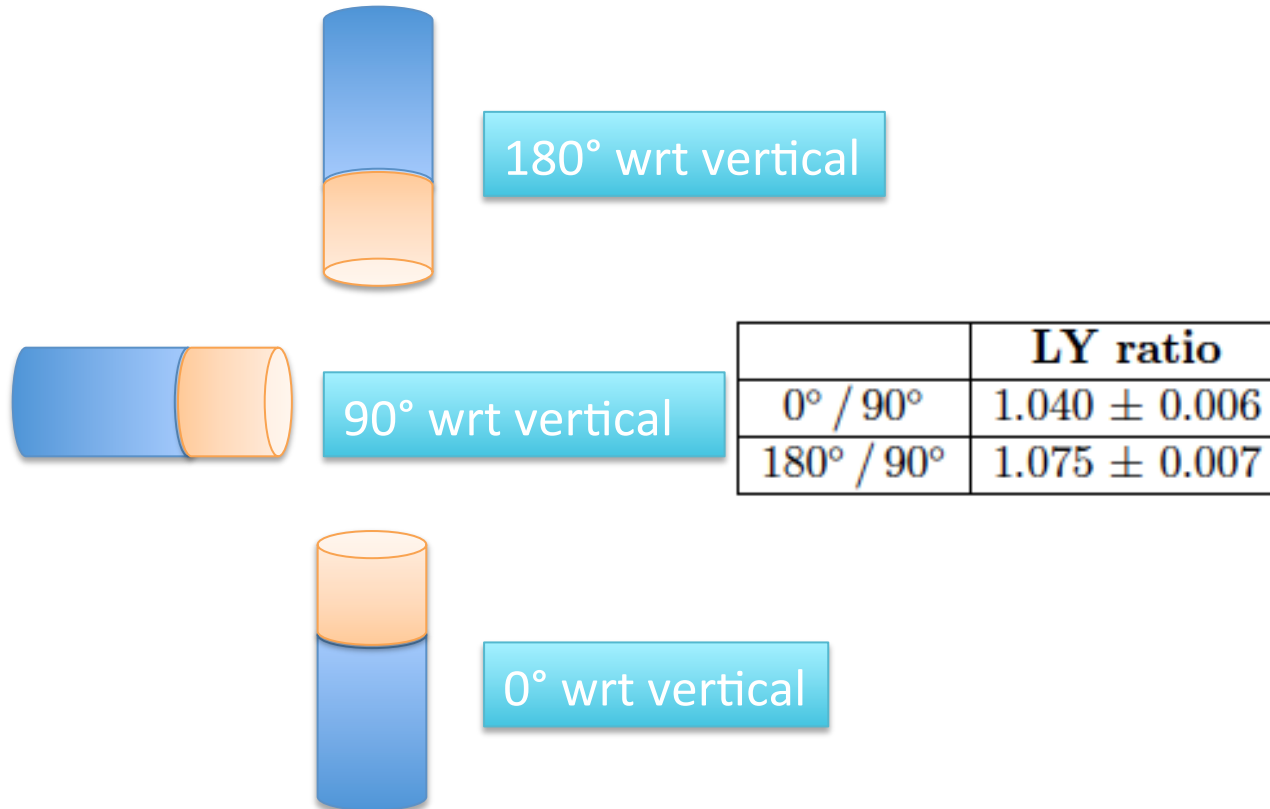 180° wrt vertical
90° wrt vertical
LY ratio
0° / 90° 1.040 ± 0.006
180° / 90° 1.075 ± 0.007
0° wrt vertical